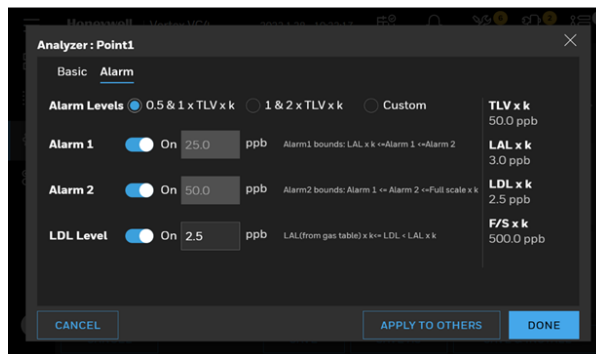 Honeywell Vertex VGA
Analyzer : Point1
Basic Alarm
Alarm Levels 0.5 & 1 x TLV x k 1 & 2 x TLV x k Custom
TLV x k
50.0 ppb
Alarm 1 On 25.0 ppb Alarm1 bounds: LAL x k <=Alarm 1 <=Alarm 2
LAL x k
3.0 ppb
Alarm 2 On 50.0 ppb Alarm2 bounds: Alarm 1 <= Alarm 2 <=Full scale x k
LDL x k
2.5 ppb
LDL Level On 2.5 ppb LAL(from gas table) x k<= LDL < LAL x k
F/S x k
500.0 ppb
CANCEL APPLY TO OTHERS DONE